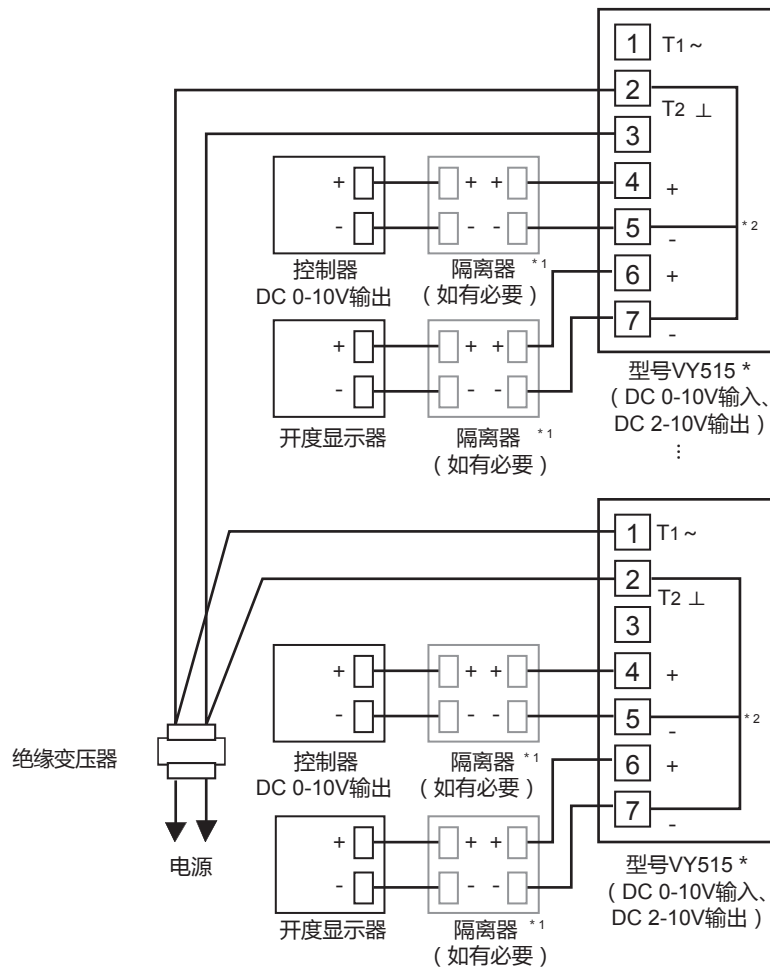 1 T1 ~
2
T2 ⊥
3
+ + + 4 +
- - - 5 -
* 2
控制器
DC 0-10V输出
隔离器 * 1
（如有必要）
6 +
+ + +
7 -
- - -
开度显示器
隔离器 * 1
（如有必要）
型号VY515 *
（DC 0-10V输入、
DC 2-10V输出）
⋮
1 T1 ~
2
T2 ⊥
3
+ + + 4 +
- - - 5 -
* 2
绝缘变压器
控制器
DC 0-10V输出
隔离器 * 1
（如有必要）
6 +
7 -
+ + +
- - -
电源
开度显示器
隔离器 * 1
（如有必要）
型号VY515 *
（DC 0-10V输入、
DC 2-10V输出）